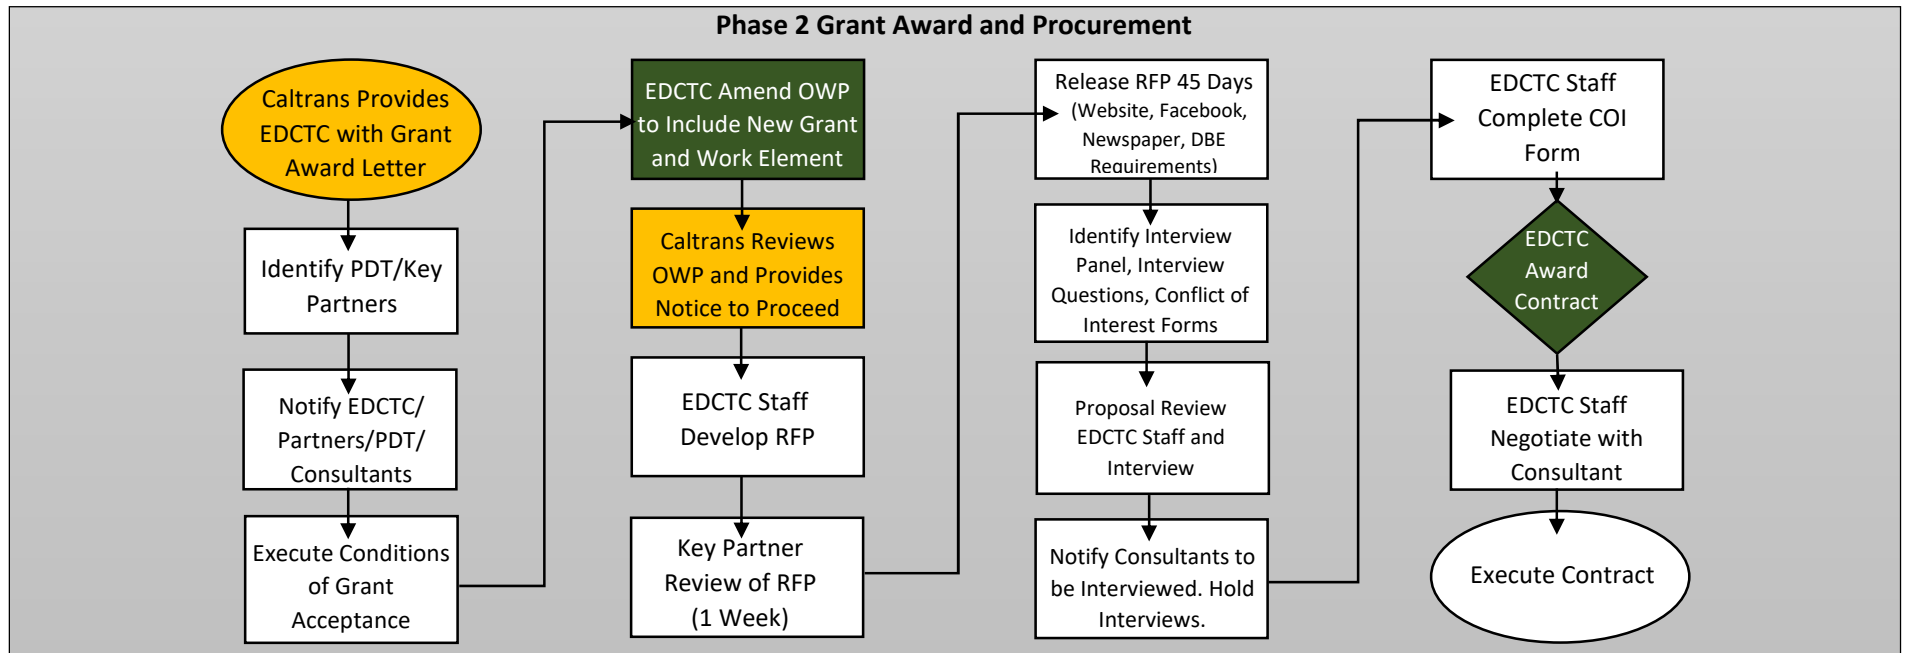 Phase 2 Grant Award and Procurement
Caltrans Provides
EDCTC with Grant
Award Letter
Identify PDT/Key
Partners
Notify EDCTC/
Partners/PDT/
Consultants
Execute Conditions
of Grant
Acceptance
EDCTC Amend OWP
to Include New Grant
and Work Element
Caltrans Reviews
OWP and Provides
Notice to Proceed
EDCTC Staff
Develop RFP
Key Partner
Review of RFP
(1 Week)
Release RFP 45 Days
(Website, Facebook,
Newspaper, DBE
Requirements)
Identify Interview
Panel, Interview
Questions, Conflict of
Interest Forms
Proposal Review
EDCTC Staff and
Interview
Notify Consultants to
be Interviewed. Hold
Interviews.
EDCTC Staff
Complete COI
Form
EDCTC
Award
Contract
EDCTC Staff
Negotiate with
Consultant
Execute Contract